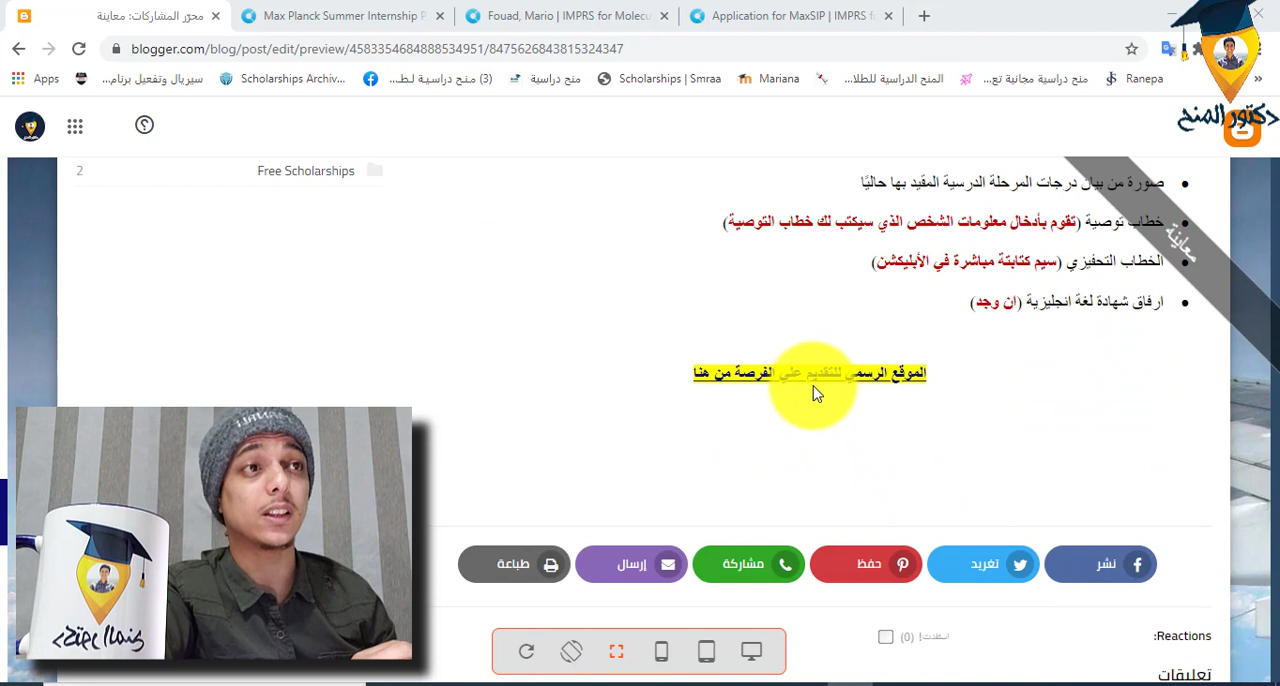 محرّر المشاركات: معاينة
Max Planck Summer Internship P
Fouad, Mario | IMPRS for Molecu
Application for MaxSIP | IMPRS f
blogger.com/blog/post/edit/preview/4583354684888534951/8475626843815324347
Apps
سيريال وتفعيل برنام...
Scholarships Archiv...
(3) منح دراسية لط...
منح دراسية
Scholarships | Smraa
Mariana
المنح الدراسية للطلا...
منح دراسية مجانية تع...
Ranepa
دكتور المنح
2
Free Scholarships
معاينة
صورة من بيان درجات المرحلة الدرسية المقيد بها حاليًا
خطاب توصية (تقوم بأدخال معلومات الشخص الذي سيكتب لك خطاب التوصية)
الخطاب التحفيزي (سيم كتابتة مباشرة في الأبليكشن)
ارفاق شهادة لغة انجليزية (ان وجد)
الموقع الرسمي للتقديم علي الفرصة من هنا
نشر
تغريد
حفظ
مشاركة
إرسال
طباعة
Reactions:
استفدت! (0)
تعليقات